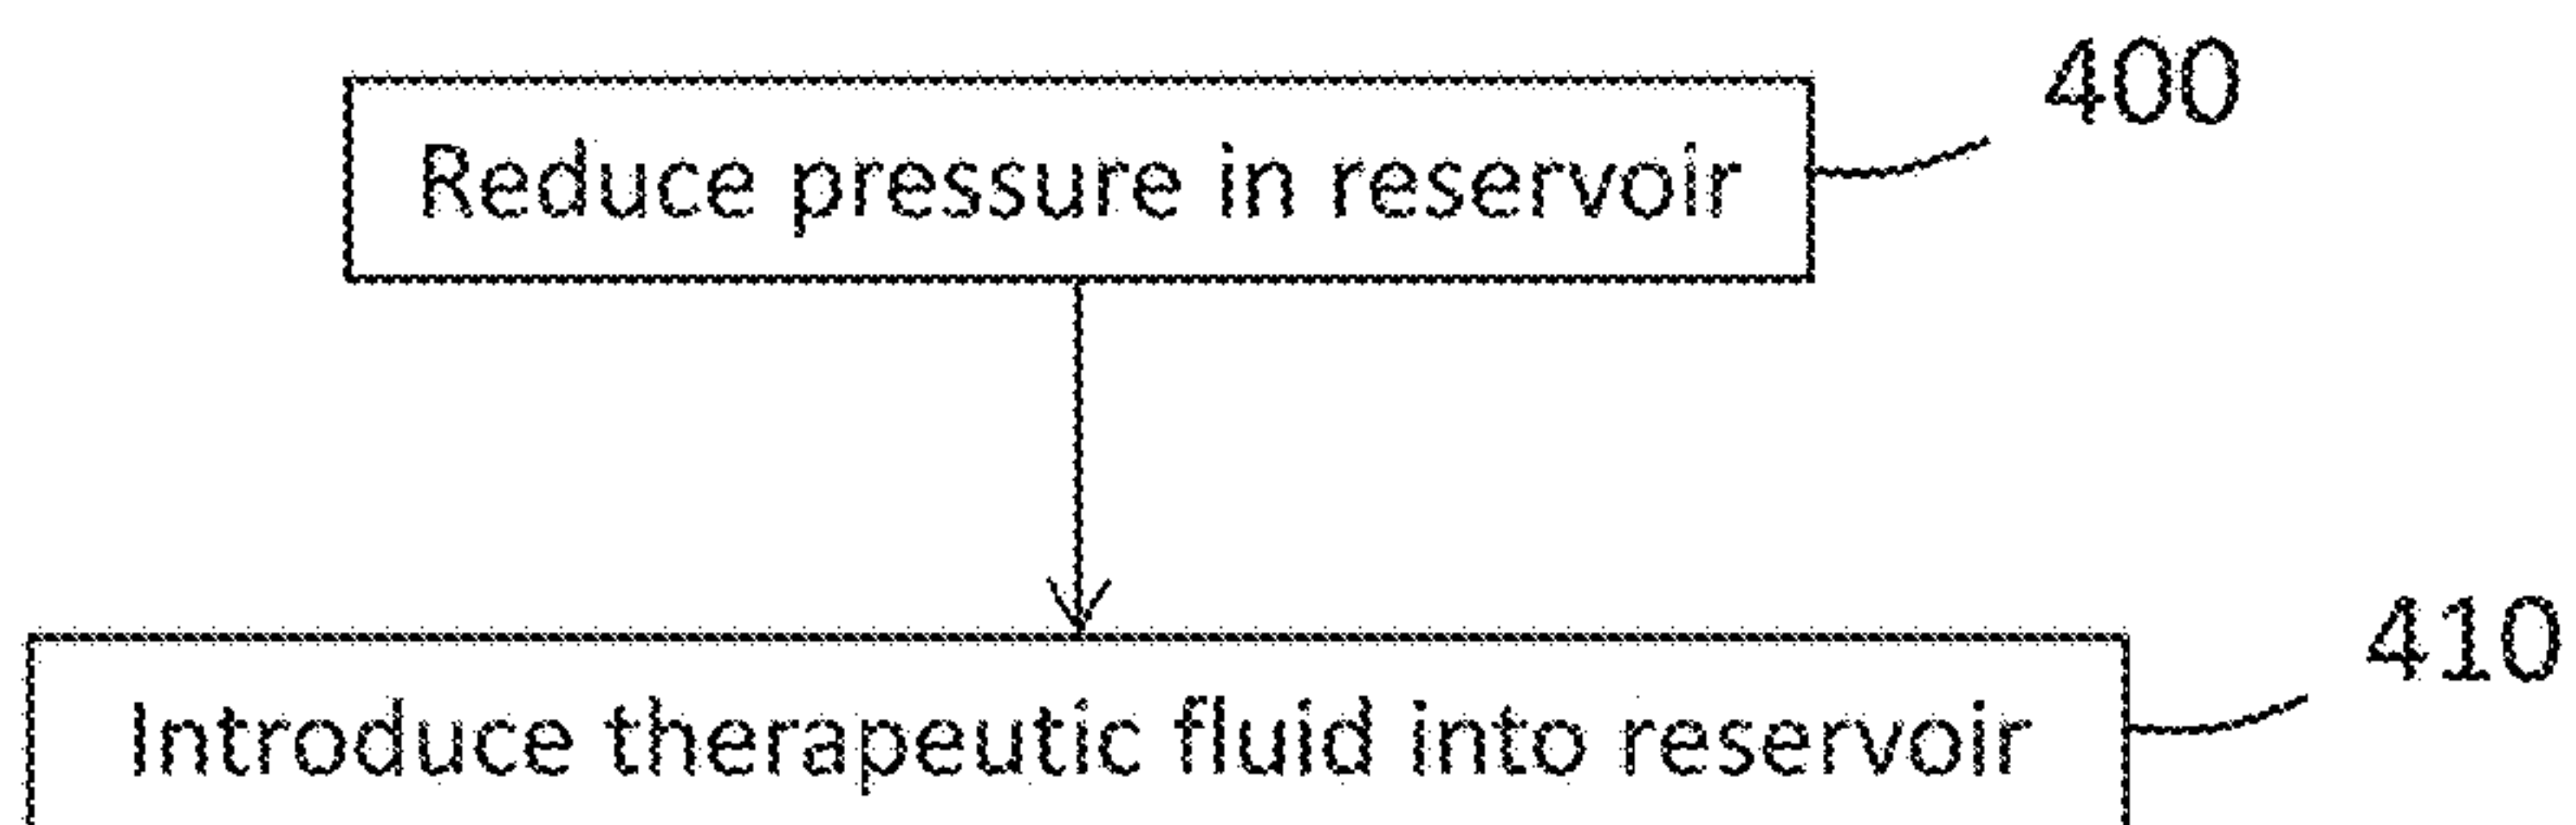 400
Reduce pressure in reservoir
410
Introduce therapeutic fluid into reservoir